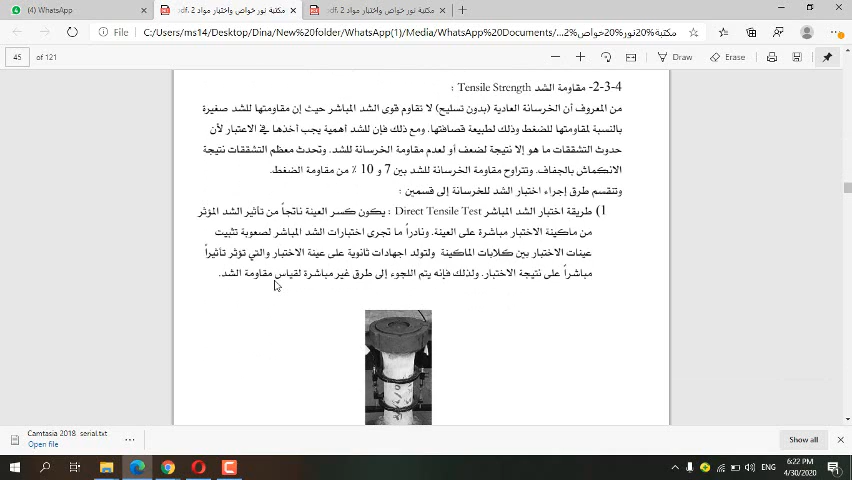 (4) WhatsApp
مكتبة نور خواص واختبار مواد 2 .pdf
مكتبة نور خواص واختبار مواد 2 .pdf
File
C:/Users/ms14/Desktop/Dina/New folder/WhatsApp(1)/Media/WhatsApp%20Documents/...2%خواص20%نور20%مكتبة
45 of 121
Draw
Erase
2-3-4- مقاومة الشد Tensile Strength :
من المعروف أن الخرسانة العادية (بدون تسليح) لا تقاوم قوى الشد المباشر حيث إن مقاومتها للشد صغيرة
بالنسبة لمقاومتها للضغط وذلك لطبيعة قصافتها. ومع ذلك فإن للشد أهمية يجب أخذها في الاعتبار لأن
حدوث التشققات ما هو إلا نتيجة لضعف أو لعدم مقاومة الخرسانة للشد. وتحدث معظم التشققات نتيجة
الانكماش بالجفاف. وتتراوح مقاومة الخرسانة للشد بين 7 و 10 ٪ من مقاومة الضغط.
وتنقسم طرق إجراء اختبار الشد للخرسانة إلى قسمين :
1) طريقة اختبار الشد المباشر Direct Tensile Test : يكون كسر العينة ناتجاً من تأثير الشد المؤثر
من ماكينة الاختبار مباشرة على العينة. ونادراً ما تجرى اختبارات الشد المباشر لصعوبة تثبيت
عينات الاختبار بين كلابات الماكينة ولتولد اجهادات ثانوية على عينة الاختبار والتي تؤثر تأثيراً
مباشراً على نتيجة الاختبار. ولذلك فإنه يتم اللجوء إلى طرق غير مباشرة لقياس مقاومة الشد.
Camtasia 2018 serial.txt
Open file
Show all
ENG
6:22 PM
4/30/2020